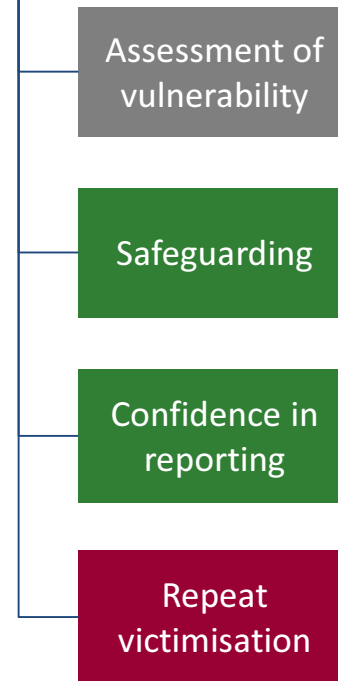 Assessment of
vulnerability
Safeguarding
Confidence in
reporting
Repeat
victimisation